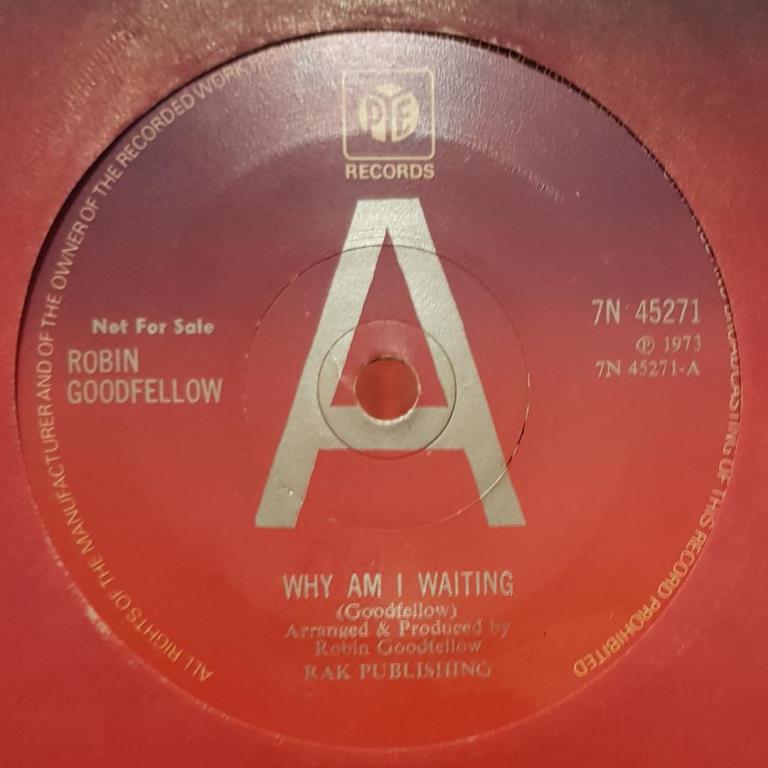 PYE
RECORDS
A
Not For Sale
ROBIN
GOODFELLOW
7N 45271
Ⓟ 1973
7N 45271-A
WHY AM I WAITING
(Goodfellow)
Arranged & Produced by
Robin Goodfellow
RAK PUBLISHING
ALL RIGHTS OF THE MANUFACTURER AND OF THE OWNER OF THE RECORDED WORK
BROADCASTING OF THIS RECORD PROHIBITED